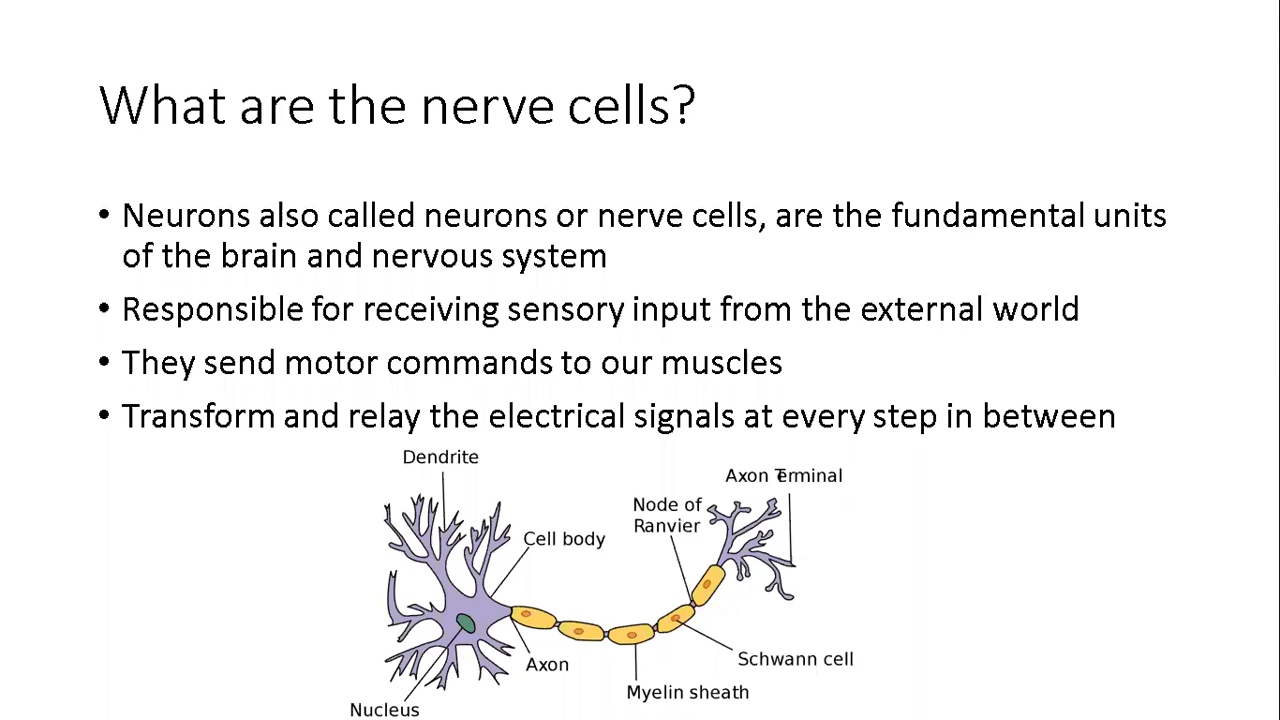 What are the nerve cells?
• Neurons also called neurons or nerve cells, are the fundamental units
of the brain and nervous system
• Responsible for receiving sensory input from the external world
• They send motor commands to our muscles
• Transform and relay the electrical signals at every step in between
Dendrite
Axon Terminal
Node of
Ranvier
Cell body
Axon
Schwann cell
Myelin sheath
Nucleus